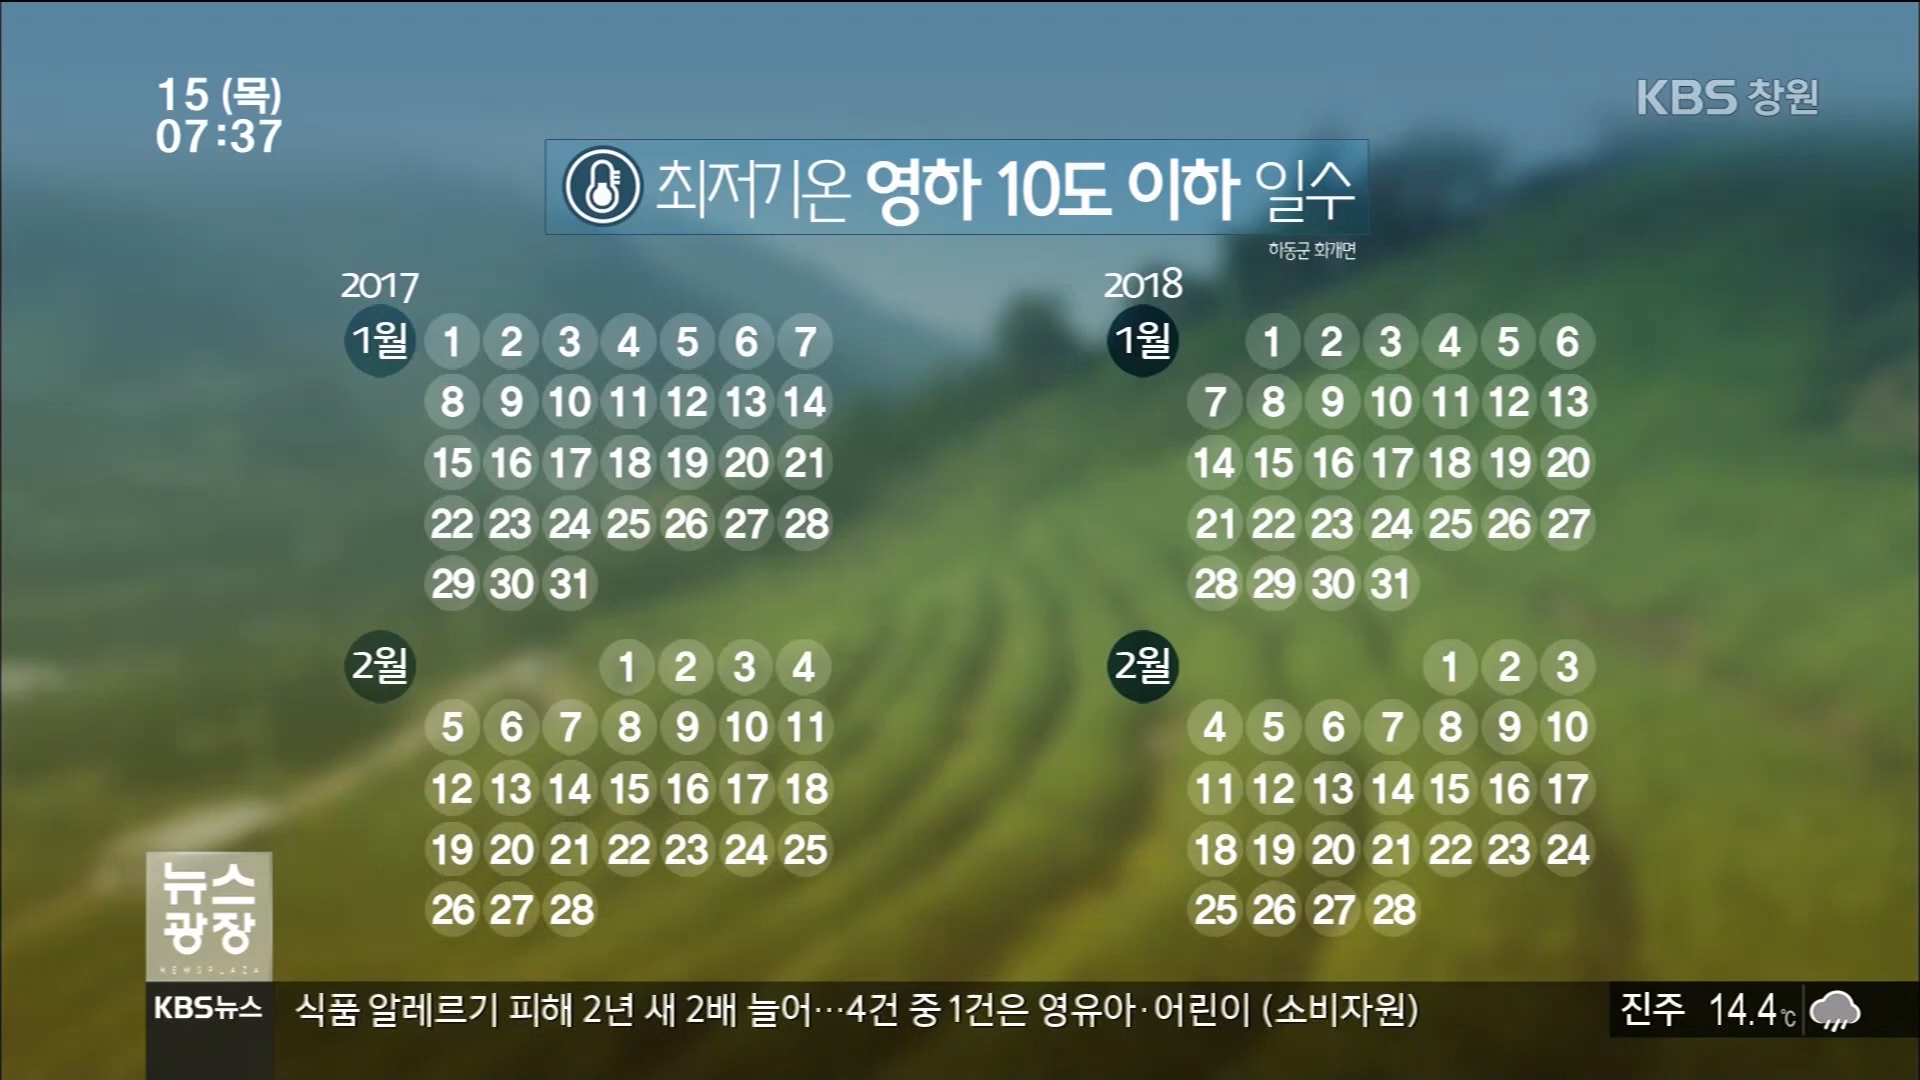 15 (목)
07:37
KBS 창원
최저기온 영하 10도 이하 일수
하동군 화개면
2017
1월 1 2 3 4 5 6 7
8 9 10 11 12 13 14
15 16 17 18 19 20 21
22 23 24 25 26 27 28
29 30 31
2월 1 2 3 4
5 6 7 8 9 10 11
12 13 14 15 16 17 18
19 20 21 22 23 24 25
26 27 28
2018
1월 1 2 3 4 5 6
7 8 9 10 11 12 13
14 15 16 17 18 19 20
21 22 23 24 25 26 27
28 29 30 31
2월 1 2 3
4 5 6 7 8 9 10
11 12 13 14 15 16 17
18 19 20 21 22 23 24
25 26 27 28
뉴스
광장
NEWSPLAZA
KBS뉴스 식품 알레르기 피해 2년 새 2배 늘어…4건 중 1건은 영유아·어린이 (소비자원)
진주 14.4℃